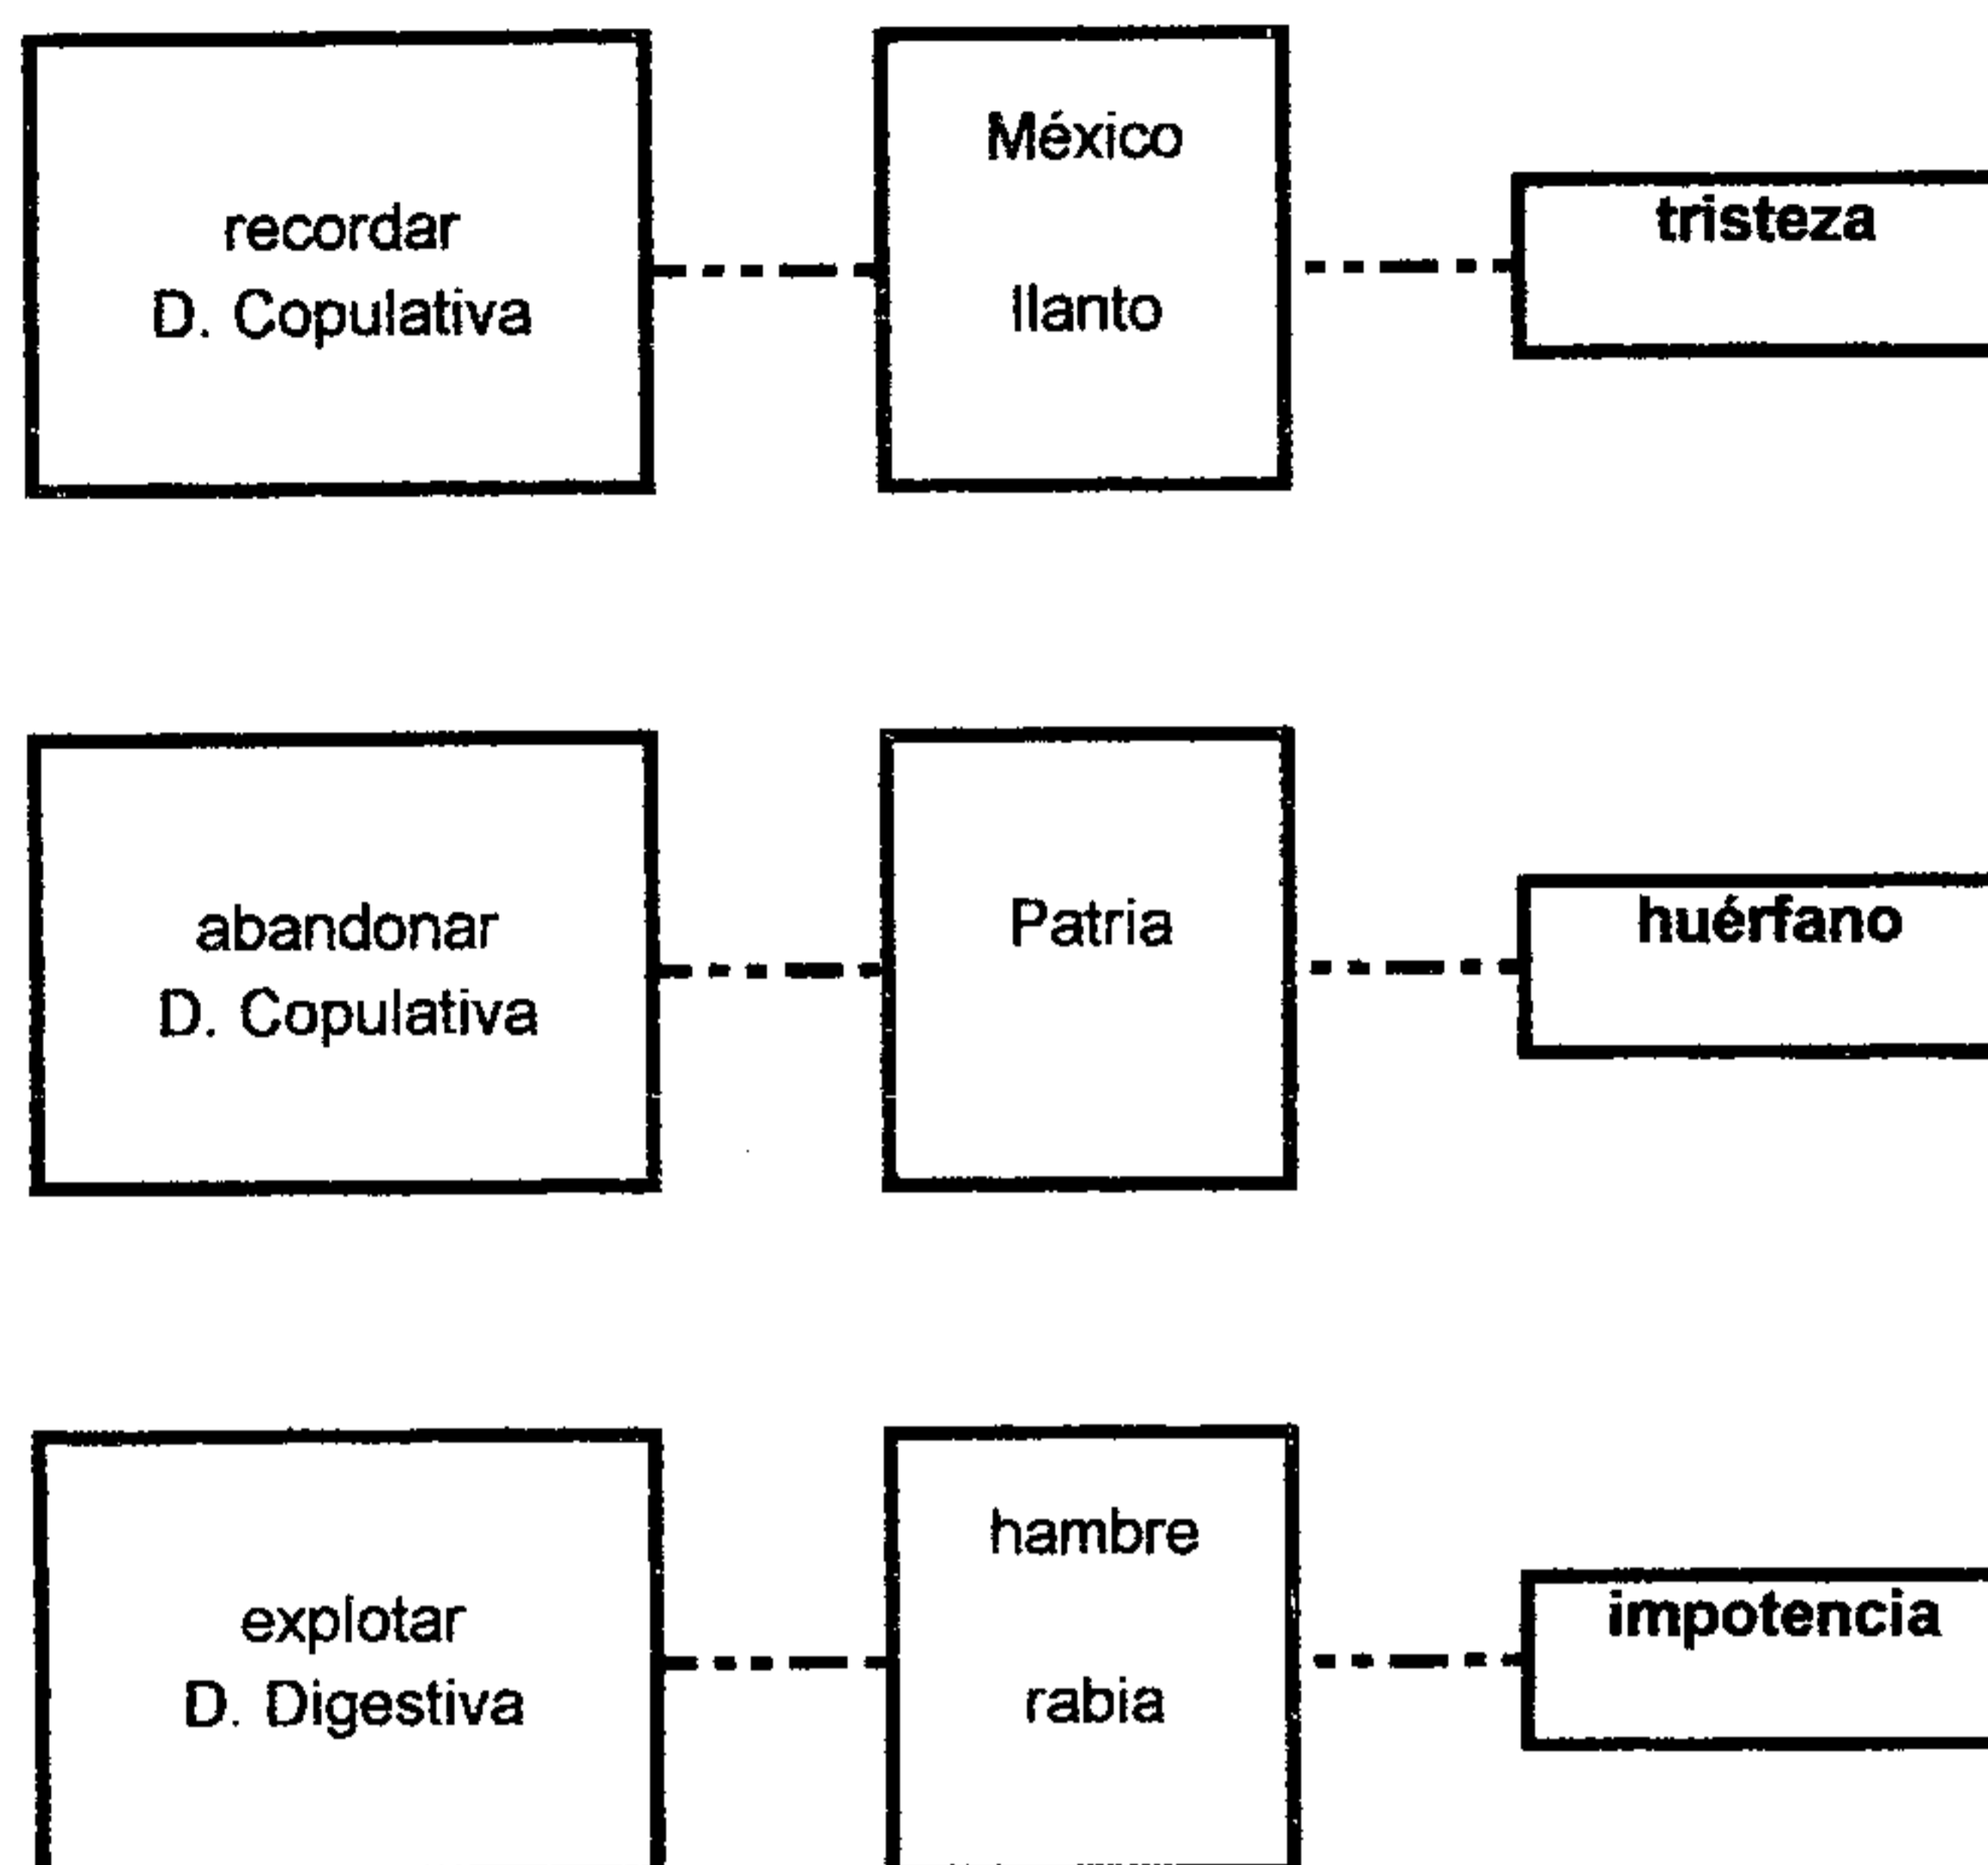 recordar
D. Copulativa
México
llanto
tristeza
abandonar
D. Copulativa
Patria
huérfano
explotar
D. Digestiva
hambre
rabia
impotencia